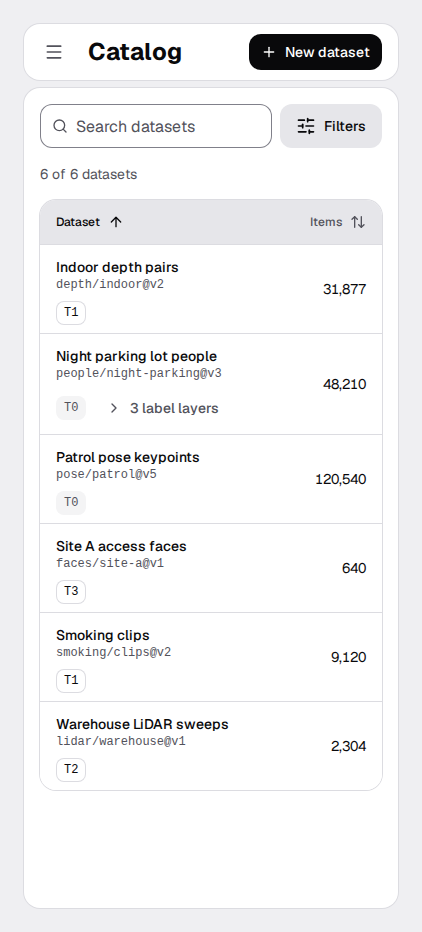 Catalog
New dataset
Search datasets
Filters
6 of 6 datasets
Dataset
Items
Indoor depth pairs
depth/indoor@v2
31,877
T1
Night parking lot people
people/night-parking@v3
48,210
T0
3 label layers
Patrol pose keypoints
pose/patrol@v5
120,540
T0
Site A access faces
faces/site-a@v1
640
T3
Smoking clips
smoking/clips@v2
9,120
T1
Warehouse LiDAR sweeps
lidar/warehouse@v1
2,304
T2